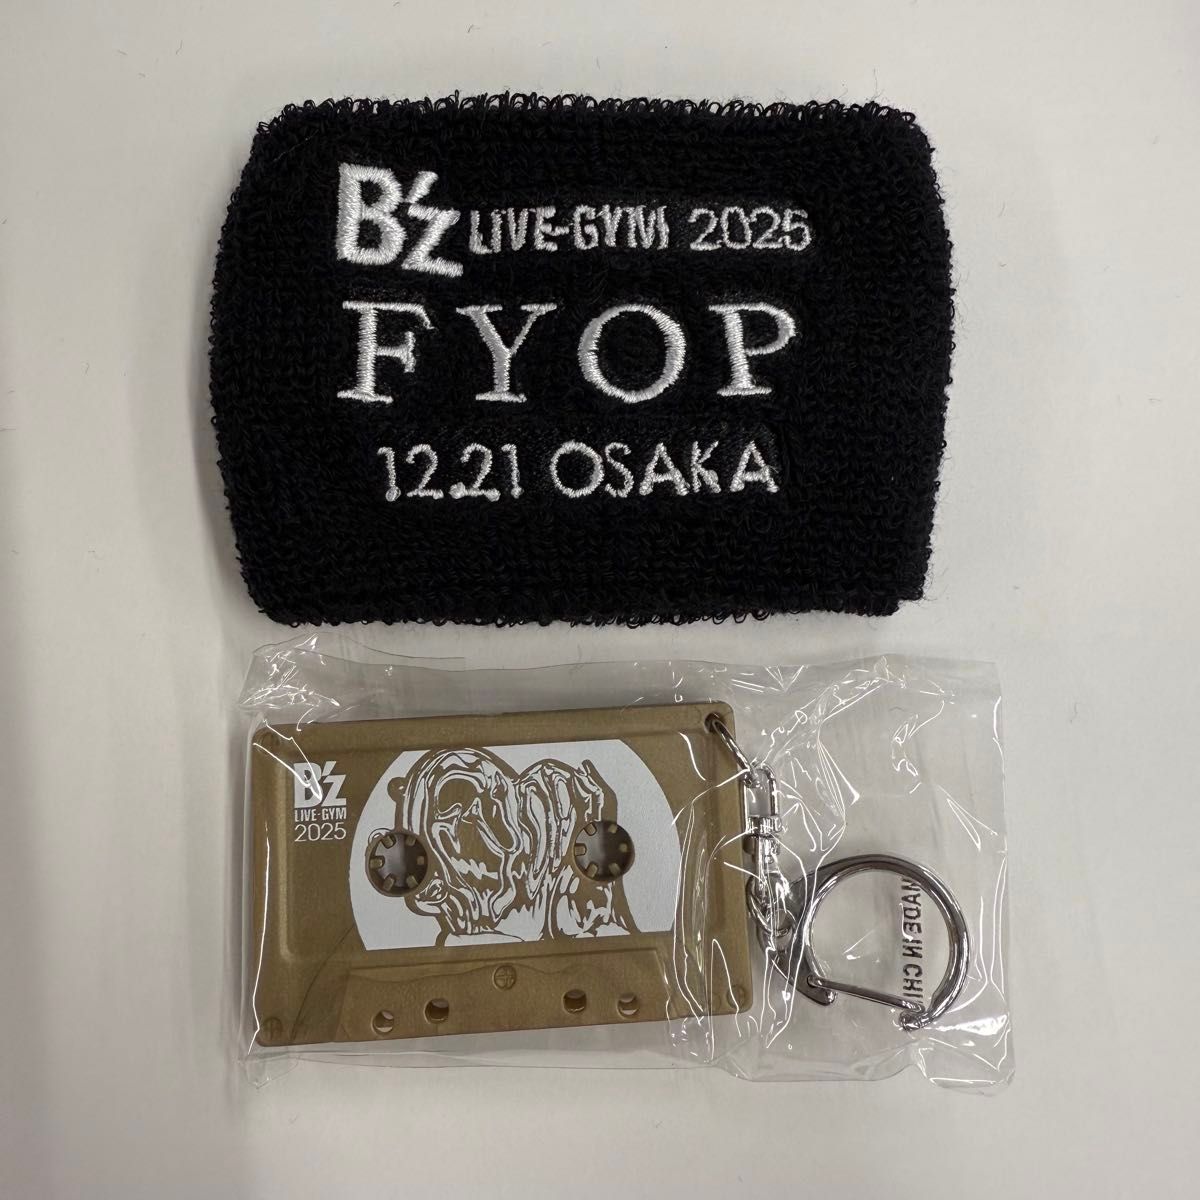 B'z LIVE-GYM 2025
FYOP
12.21 OSAKA
B'z
LIVE-GYM
2025
MADE IN CHI